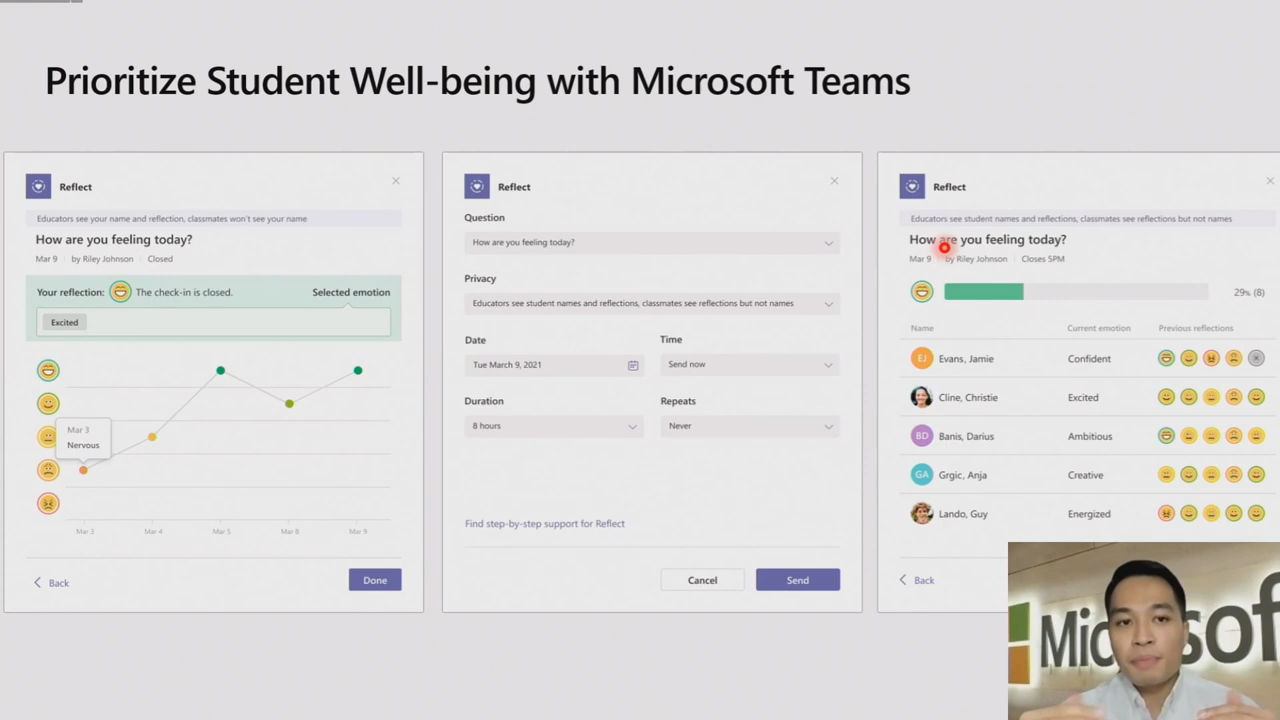 Prioritize Student Well-being with Microsoft Teams
Reflect
Educators see your name and reflection, classmates won't see your name
How are you feeling today?
Mar 9 by Riley Johnson Closed
Your reflection: The check-in is closed. Selected emotion
Excited
Mar 3
Nervous
Mar 3 Mar 4 Mar 5 Mar 8 Mar 9
Back Done
Reflect
Question
How are you feeling today?
Privacy
Educators see student names and reflections, classmates see reflections but not names
Date Time
Tue March 9, 2021 Send now
Duration Repeats
8 hours Never
Find step-by-step support for Reflect
Cancel Send
Reflect
Educators see student names and reflections, classmates see reflections but not names
How are you feeling today?
Mar 9 by Riley Johnson Closes 5PM
29% (8)
Name Current emotion Previous reflections
EJ Evans, Jamie Confident
Cline, Christie Excited
BD Banis, Darius Ambitious
GA Grgic, Anja Creative
Lando, Guy Energized
Back